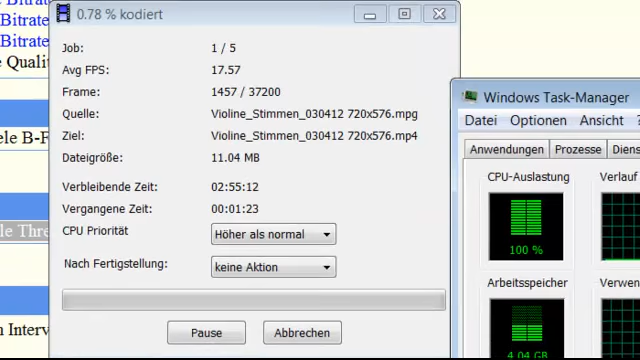 Bitrate
Bitrate
Bitrate
e Qualit
ele B-F
le Thre
n Interv
0.78 % kodiert
Job: 1 / 5
Avg FPS: 17.57
Frame: 1457 / 37200
Quelle: Violine_Stimmen_030412 720x576.mpg
Ziel: Violine_Stimmen_030412 720x576.mp4
Dateigröße: 11.04 MB
Verbleibende Zeit: 02:55:12
Vergangene Zeit: 00:01:23
CPU Priorität Höher als normal
Nach Fertigstellung: keine Aktion
Pause Abbrechen
Windows Task-Manager
Datei Optionen Ansicht ?
Anwendungen Prozesse Diens
CPU-Auslastung Verlauf
100 %
Arbeitsspeicher Verwen
4.04 GB